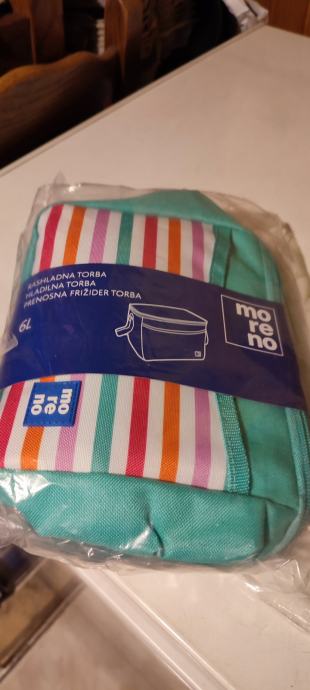 RASHLADNA TORBA
HLADILNA TORBA
PRENOSNA FRIŽIDER TORBA
6L
mo
re no
mo
re
no